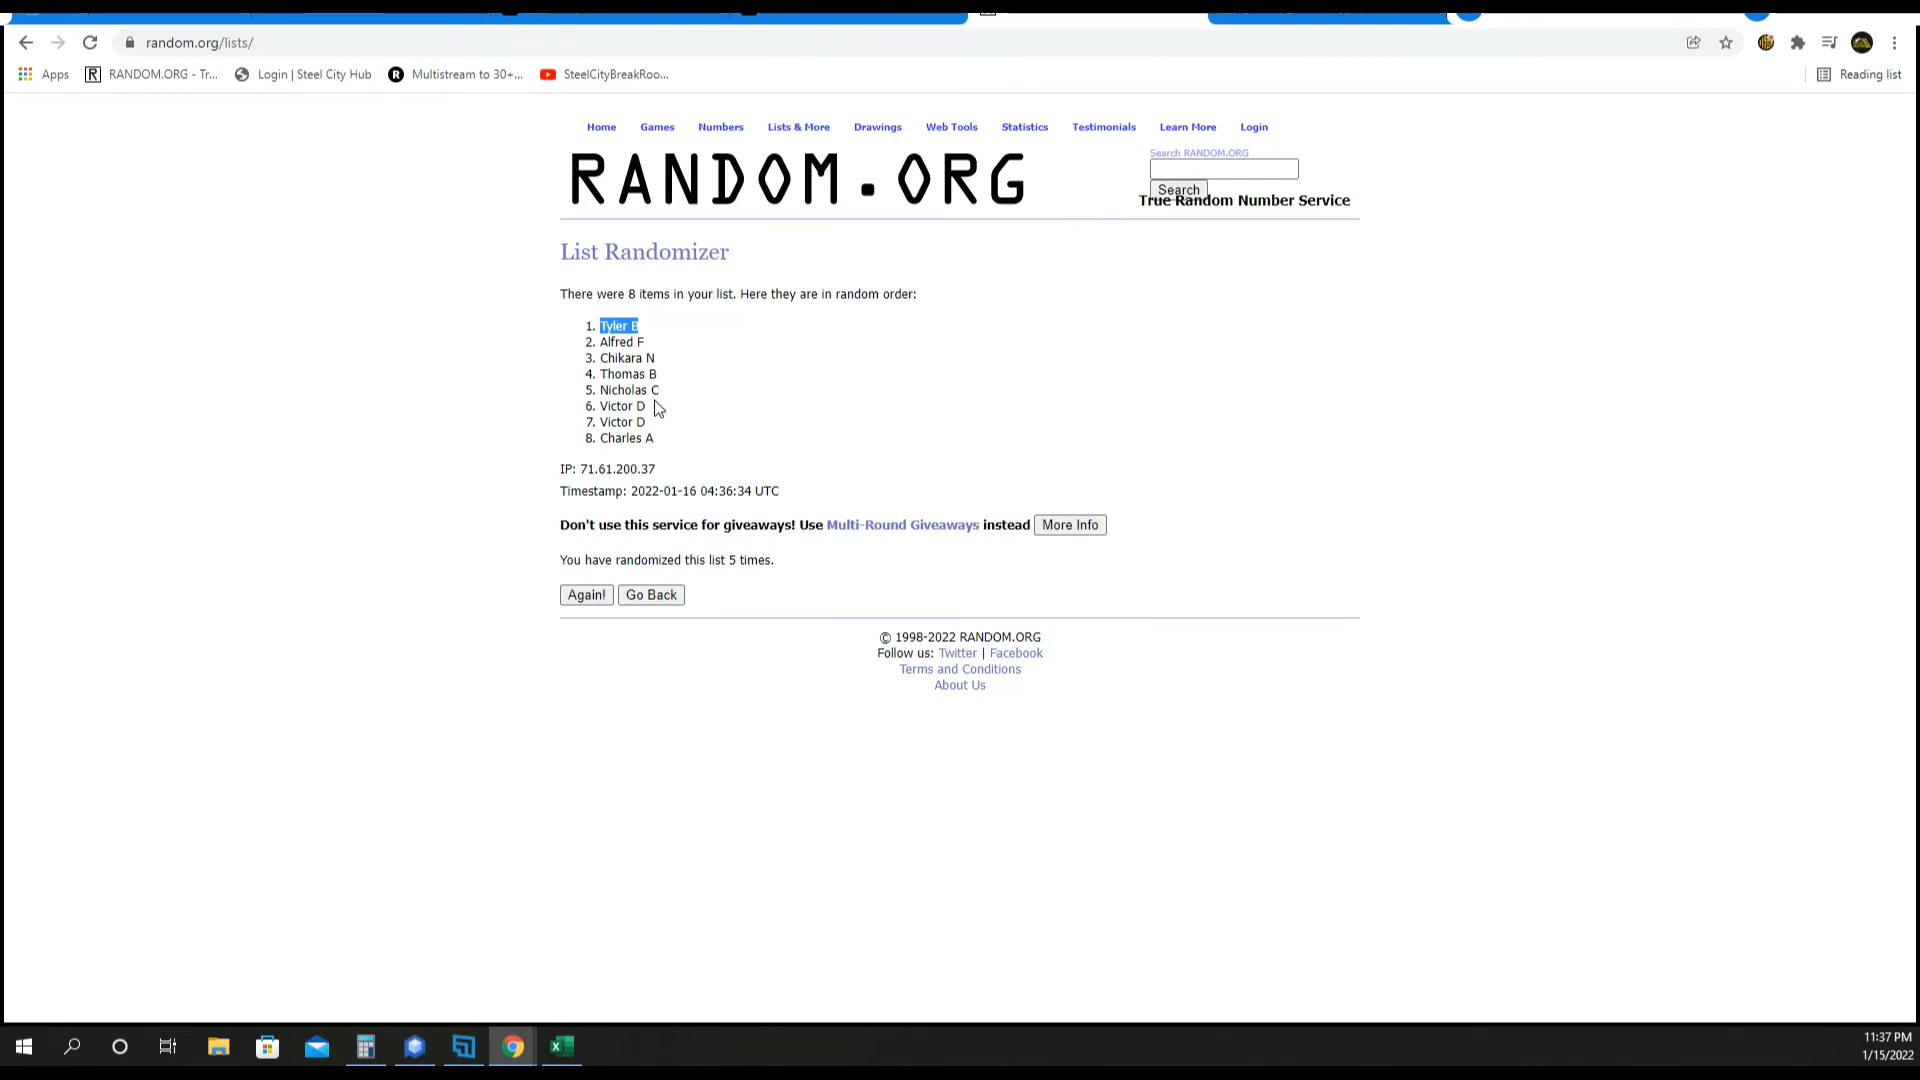 random.org/lists/
Apps RANDOM.ORG - Tr... Login | Steel City Hub Multistream to 30+... SteelCityBreakRoo... Reading list
Home Games Numbers Lists & More Drawings Web Tools Statistics Testimonials Learn More Login
RANDOM.ORG
Search RANDOM.ORG
Search
True Random Number Service
List Randomizer
There were 8 items in your list. Here they are in random order:
1. Tyler B
2. Alfred F
3. Chikara N
4. Thomas B
5. Nicholas C
6. Victor D
7. Victor D
8. Charles A
IP: 71.61.200.37
Timestamp: 2022-01-16 04:36:34 UTC
Don't use this service for giveaways! Use Multi-Round Giveaways instead More Info
You have randomized this list 5 times.
Again! Go Back
© 1998-2022 RANDOM.ORG
Follow us: Twitter | Facebook
Terms and Conditions
About Us
11:37 PM
1/15/2022